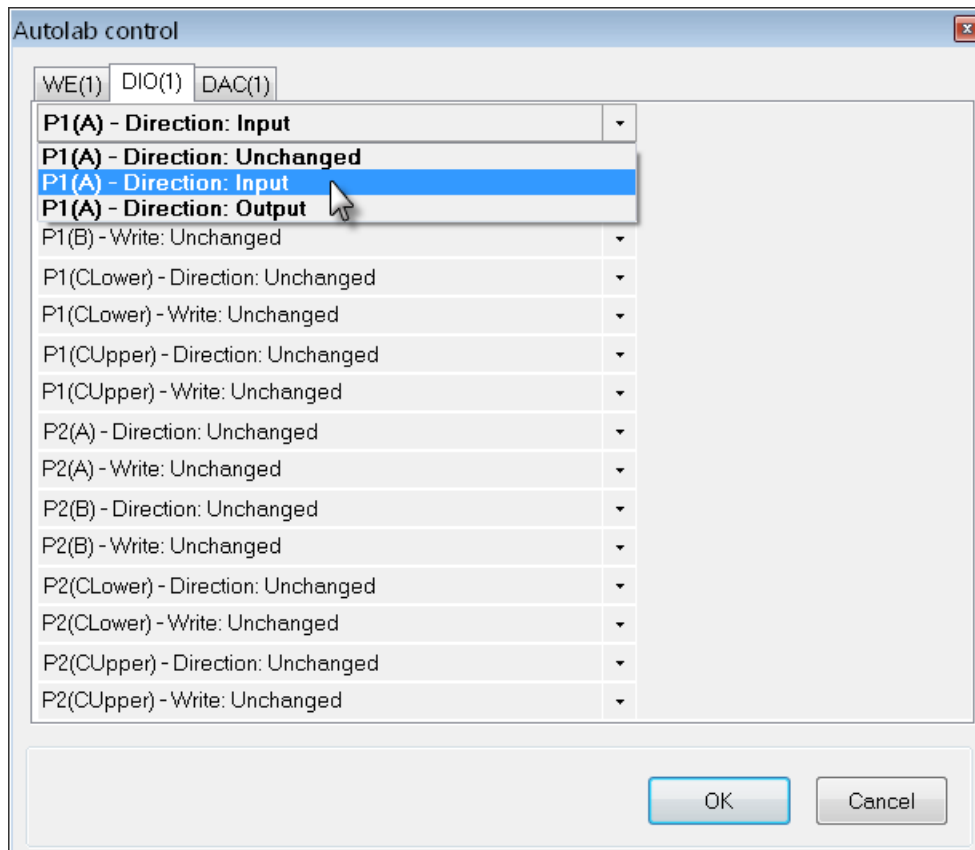 Autolab control
WE(1) DIO(1) DAC(1)
P1(A) - Direction: Input
P1(A) - Direction: Unchanged
P1(A) - Direction: Input
P1(A) - Direction: Output
P1(B) - Write: Unchanged
P1(CLower) - Direction: Unchanged
P1(CLower) - Write: Unchanged
P1(CUpper) - Direction: Unchanged
P1(CUpper) - Write: Unchanged
P2(A) - Direction: Unchanged
P2(A) - Write: Unchanged
P2(B) - Direction: Unchanged
P2(B) - Write: Unchanged
P2(CLower) - Direction: Unchanged
P2(CLower) - Write: Unchanged
P2(CUpper) - Direction: Unchanged
P2(CUpper) - Write: Unchanged
OK Cancel